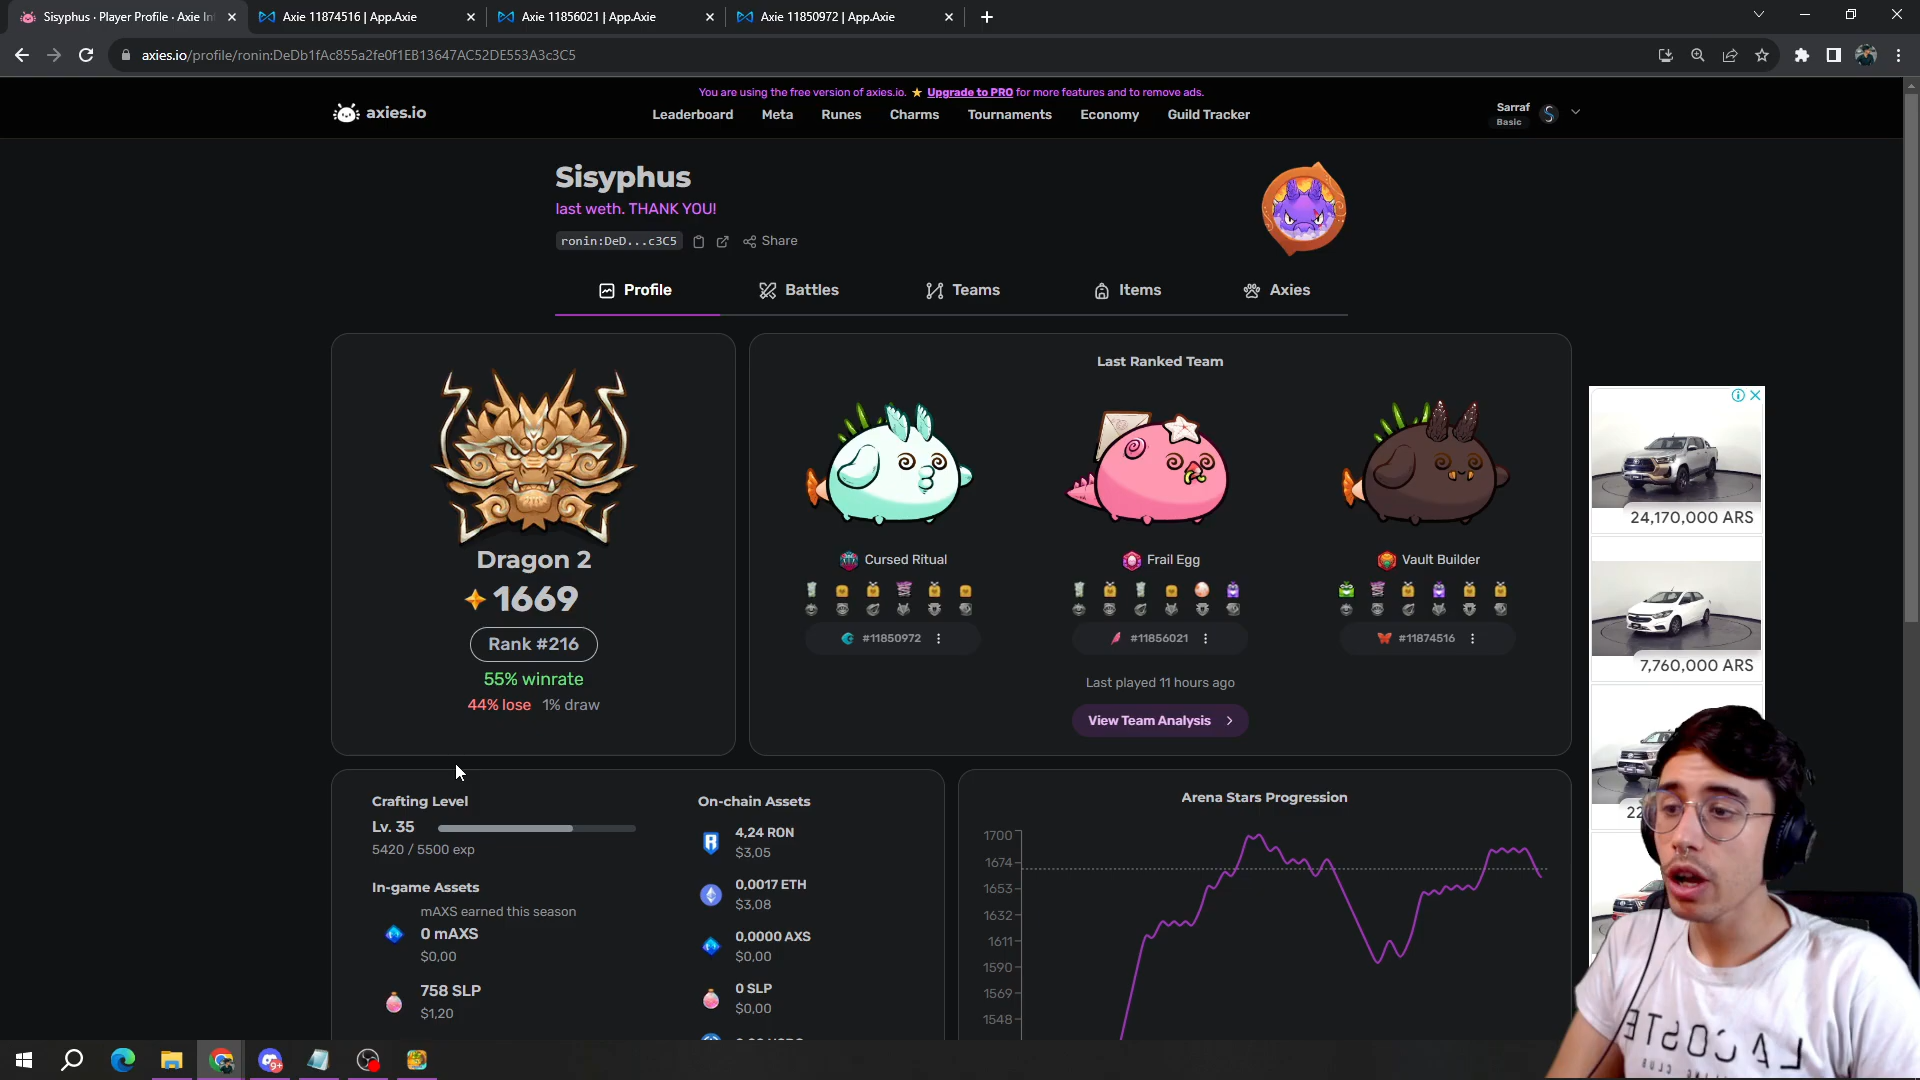 Sisyphus · Player Profile · Axie In
Axie 11874516 | App.Axie
Axie 11856021 | App.Axie
Axie 11850972 | App.Axie
axies.io/profile/ronin:DeDb1fAc855a2fe0f1EB13647AC52DE553A3c3C5
You are using the free version of axies.io. ★ Upgrade to PRO for more features and to remove ads.
axies.io
Leaderboard
Meta
Runes
Charms
Tournaments
Economy
Guild Tracker
Sarraf
Basic
Sisyphus
last weth. THANK YOU!
ronin:DeD...c3C5
Share
Profile
Battles
Teams
Items
Axies
Dragon 2
1669
Rank #216
55% winrate
44% lose 1% draw
Last Ranked Team
Cursed Ritual
#11850972
Frail Egg
#11856021
Vault Builder
#11874516
Last played 11 hours ago
View Team Analysis
24,170,000 ARS
7,760,000 ARS
22
Crafting Level
Lv. 35
5420 / 5500 exp
In-game Assets
mAXS earned this season
0 mAXS
$0,00
758 SLP
$1,20
On-chain Assets
4,24 RON
$3,05
0,0017 ETH
$3,08
0,0000 AXS
$0,00
0 SLP
$0,00
Arena Stars Progression
1700
1674
1653
1632
1611
1590
1569
1548
9+
LACOSTE